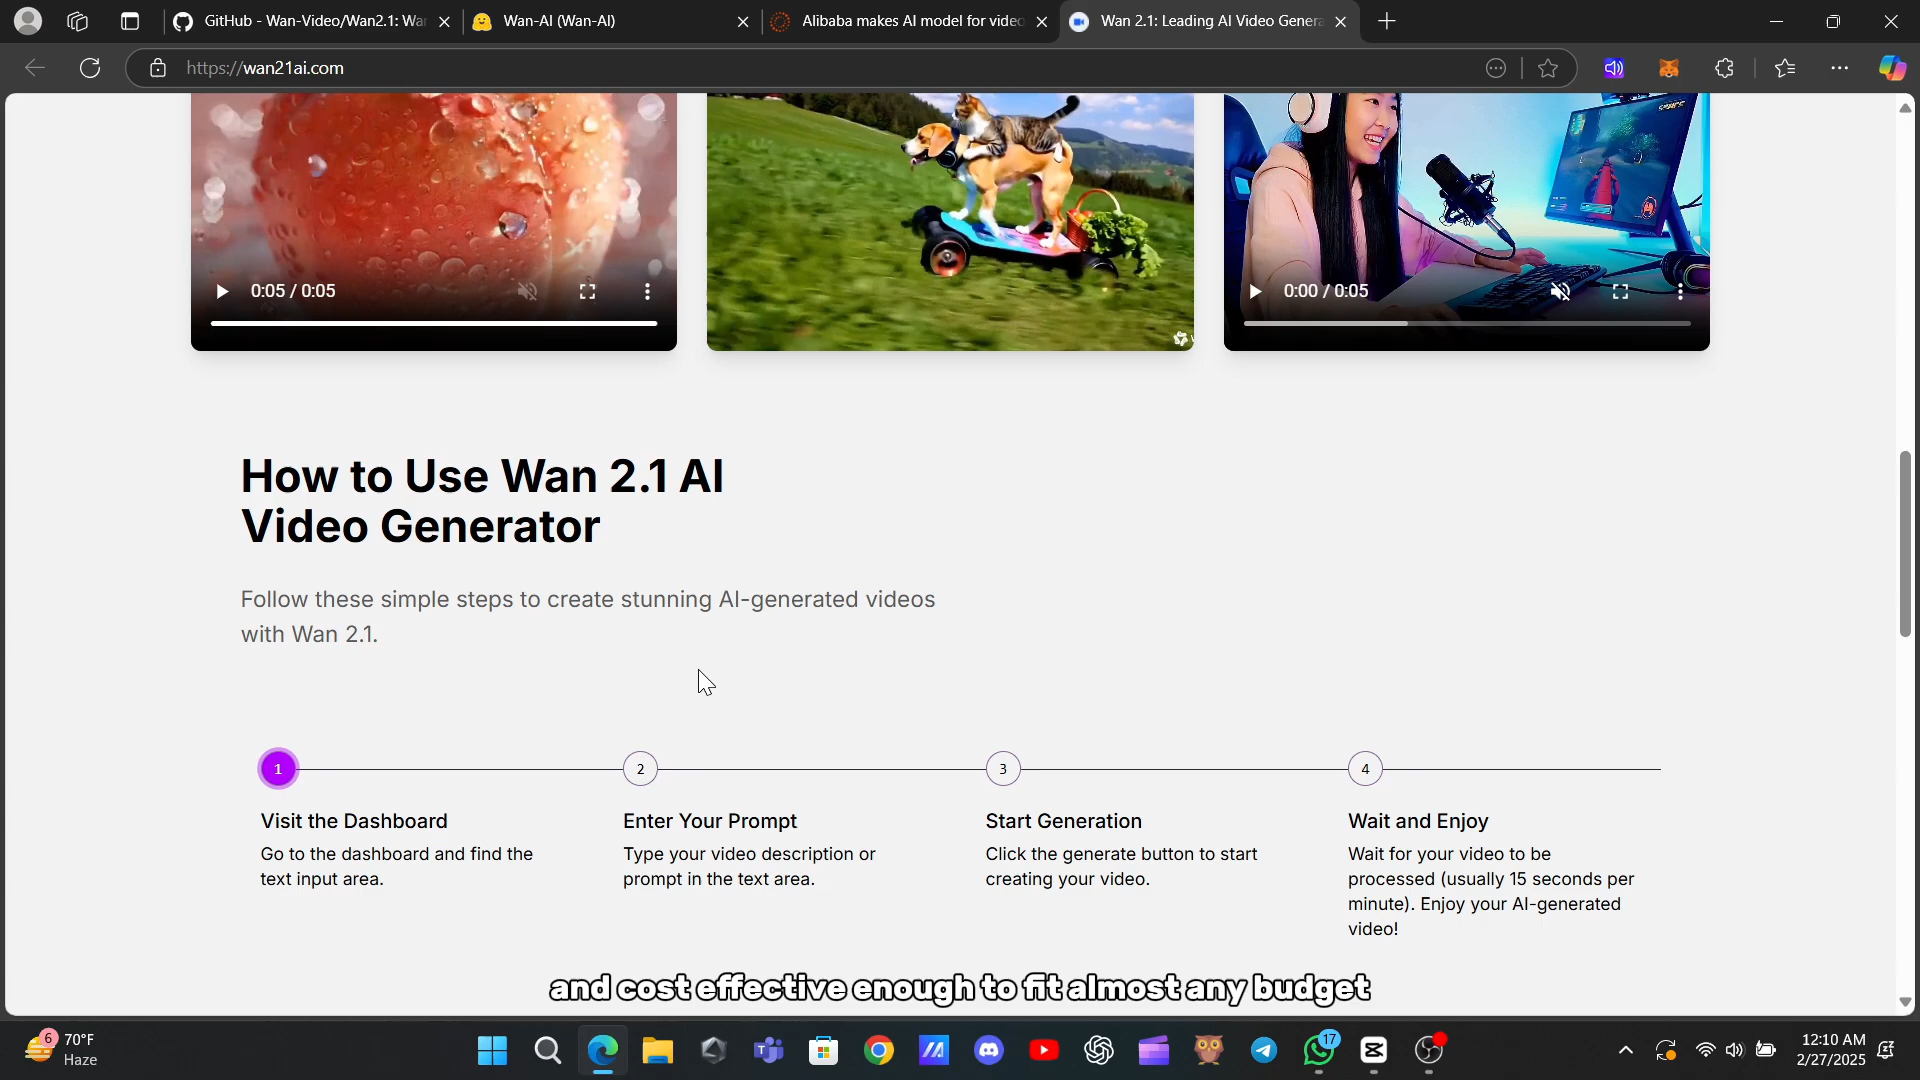 GitHub - Wan-Video/Wan2.1: Wa
Wan-AI (Wan-AI)
Alibaba makes AI model for video
Wan 2.1: Leading AI Video Genera
https://wan21ai.com
0:05 / 0:05
0:00 / 0:05
How to Use Wan 2.1 AI
Video Generator
Follow these simple steps to create stunning AI-generated videos
with Wan 2.1.
1
2
3
4
Visit the Dashboard
Go to the dashboard and find the
text input area.
Enter Your Prompt
Type your video description or
prompt in the text area.
Start Generation
Click the generate button to start
creating your video.
Wait and Enjoy
Wait for your video to be
processed (usually 15 seconds per
minute). Enjoy your AI-generated
video!
and cost effective enough to fit almost any budget
6
70°F
Haze
17
12:10 AM
2/27/2025